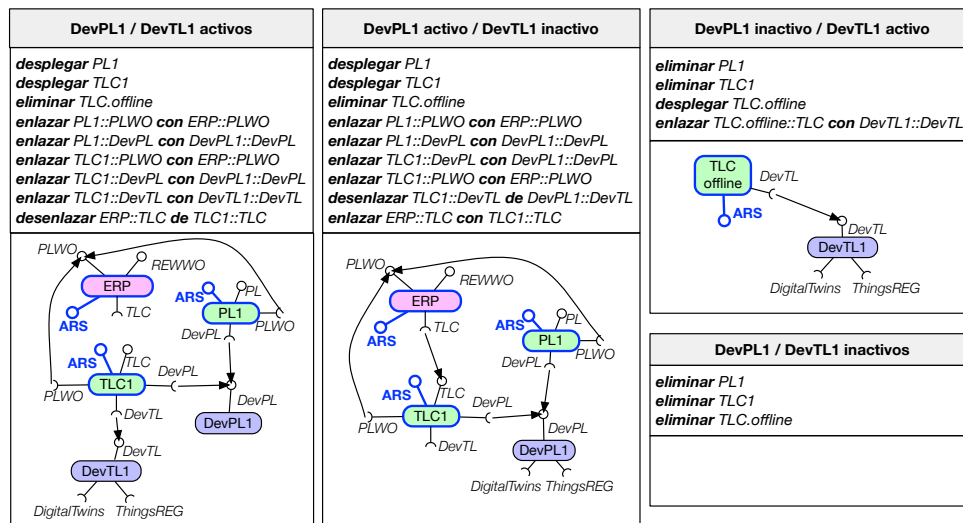 DevPL1 / DevTL1 activos
desplegar PL1
desplegar TLC1
eliminar TLC.offline
enlazar PL1::PLWO con ERP::PLWO
enlazar PL1::DevPL con DevPL1::DevPL
enlazar TLC1::PLWO con ERP::PLWO
enlazar TLC1::DevPL con DevPL1::DevPL
enlazar TLC1::DevTL con DevTL1::DevTL
desenlazar ERP::TLC de TLC1::TLC
PLWO
REWWO
ERP
ARS
TLC
ARS
PL
PL1
PLWO
DevPL
ARS
TLC
DevPL
PLWO
TLC1
DevPL
DevTL
DevPL1
DevTL
DevTL1
DigitalTwins
ThingsREG
DevPL1 activo / DevTL1 inactivo
desplegar PL1
desplegar TLC1
eliminar TLC.offline
enlazar PL1::PLWO con ERP::PLWO
enlazar PL1::DevPL con DevPL1::DevPL
enlazar TLC1::DevPL con DevPL1::DevPL
enlazar TLC1::PLWO con ERP::PLWO
desenlazar TLC1::DevTL de DevPL1::DevTL
enlazar ERP::TLC con TLC1::TLC
PLWO
REWWO
ERP
ARS
TLC
ARS
PL
PL1
PLWO
DevPL
ARS
TLC
DevPL
PLWO
TLC1
DevPL
DevTL
DevPL1
DigitalTwins
ThingsREG
DevPL1 inactivo / DevTL1 activo
eliminar PL1
eliminar TLC1
desplegar TLC.offline
enlazar TLC.offline::TLC con DevTL1::DevTL
TLC
offline
DevTL
ARS
DevTL
DevTL1
DigitalTwins
ThingsREG
DevPL1 / DevTL1 inactivos
eliminar PL1
eliminar TLC1
eliminar TLC.offline